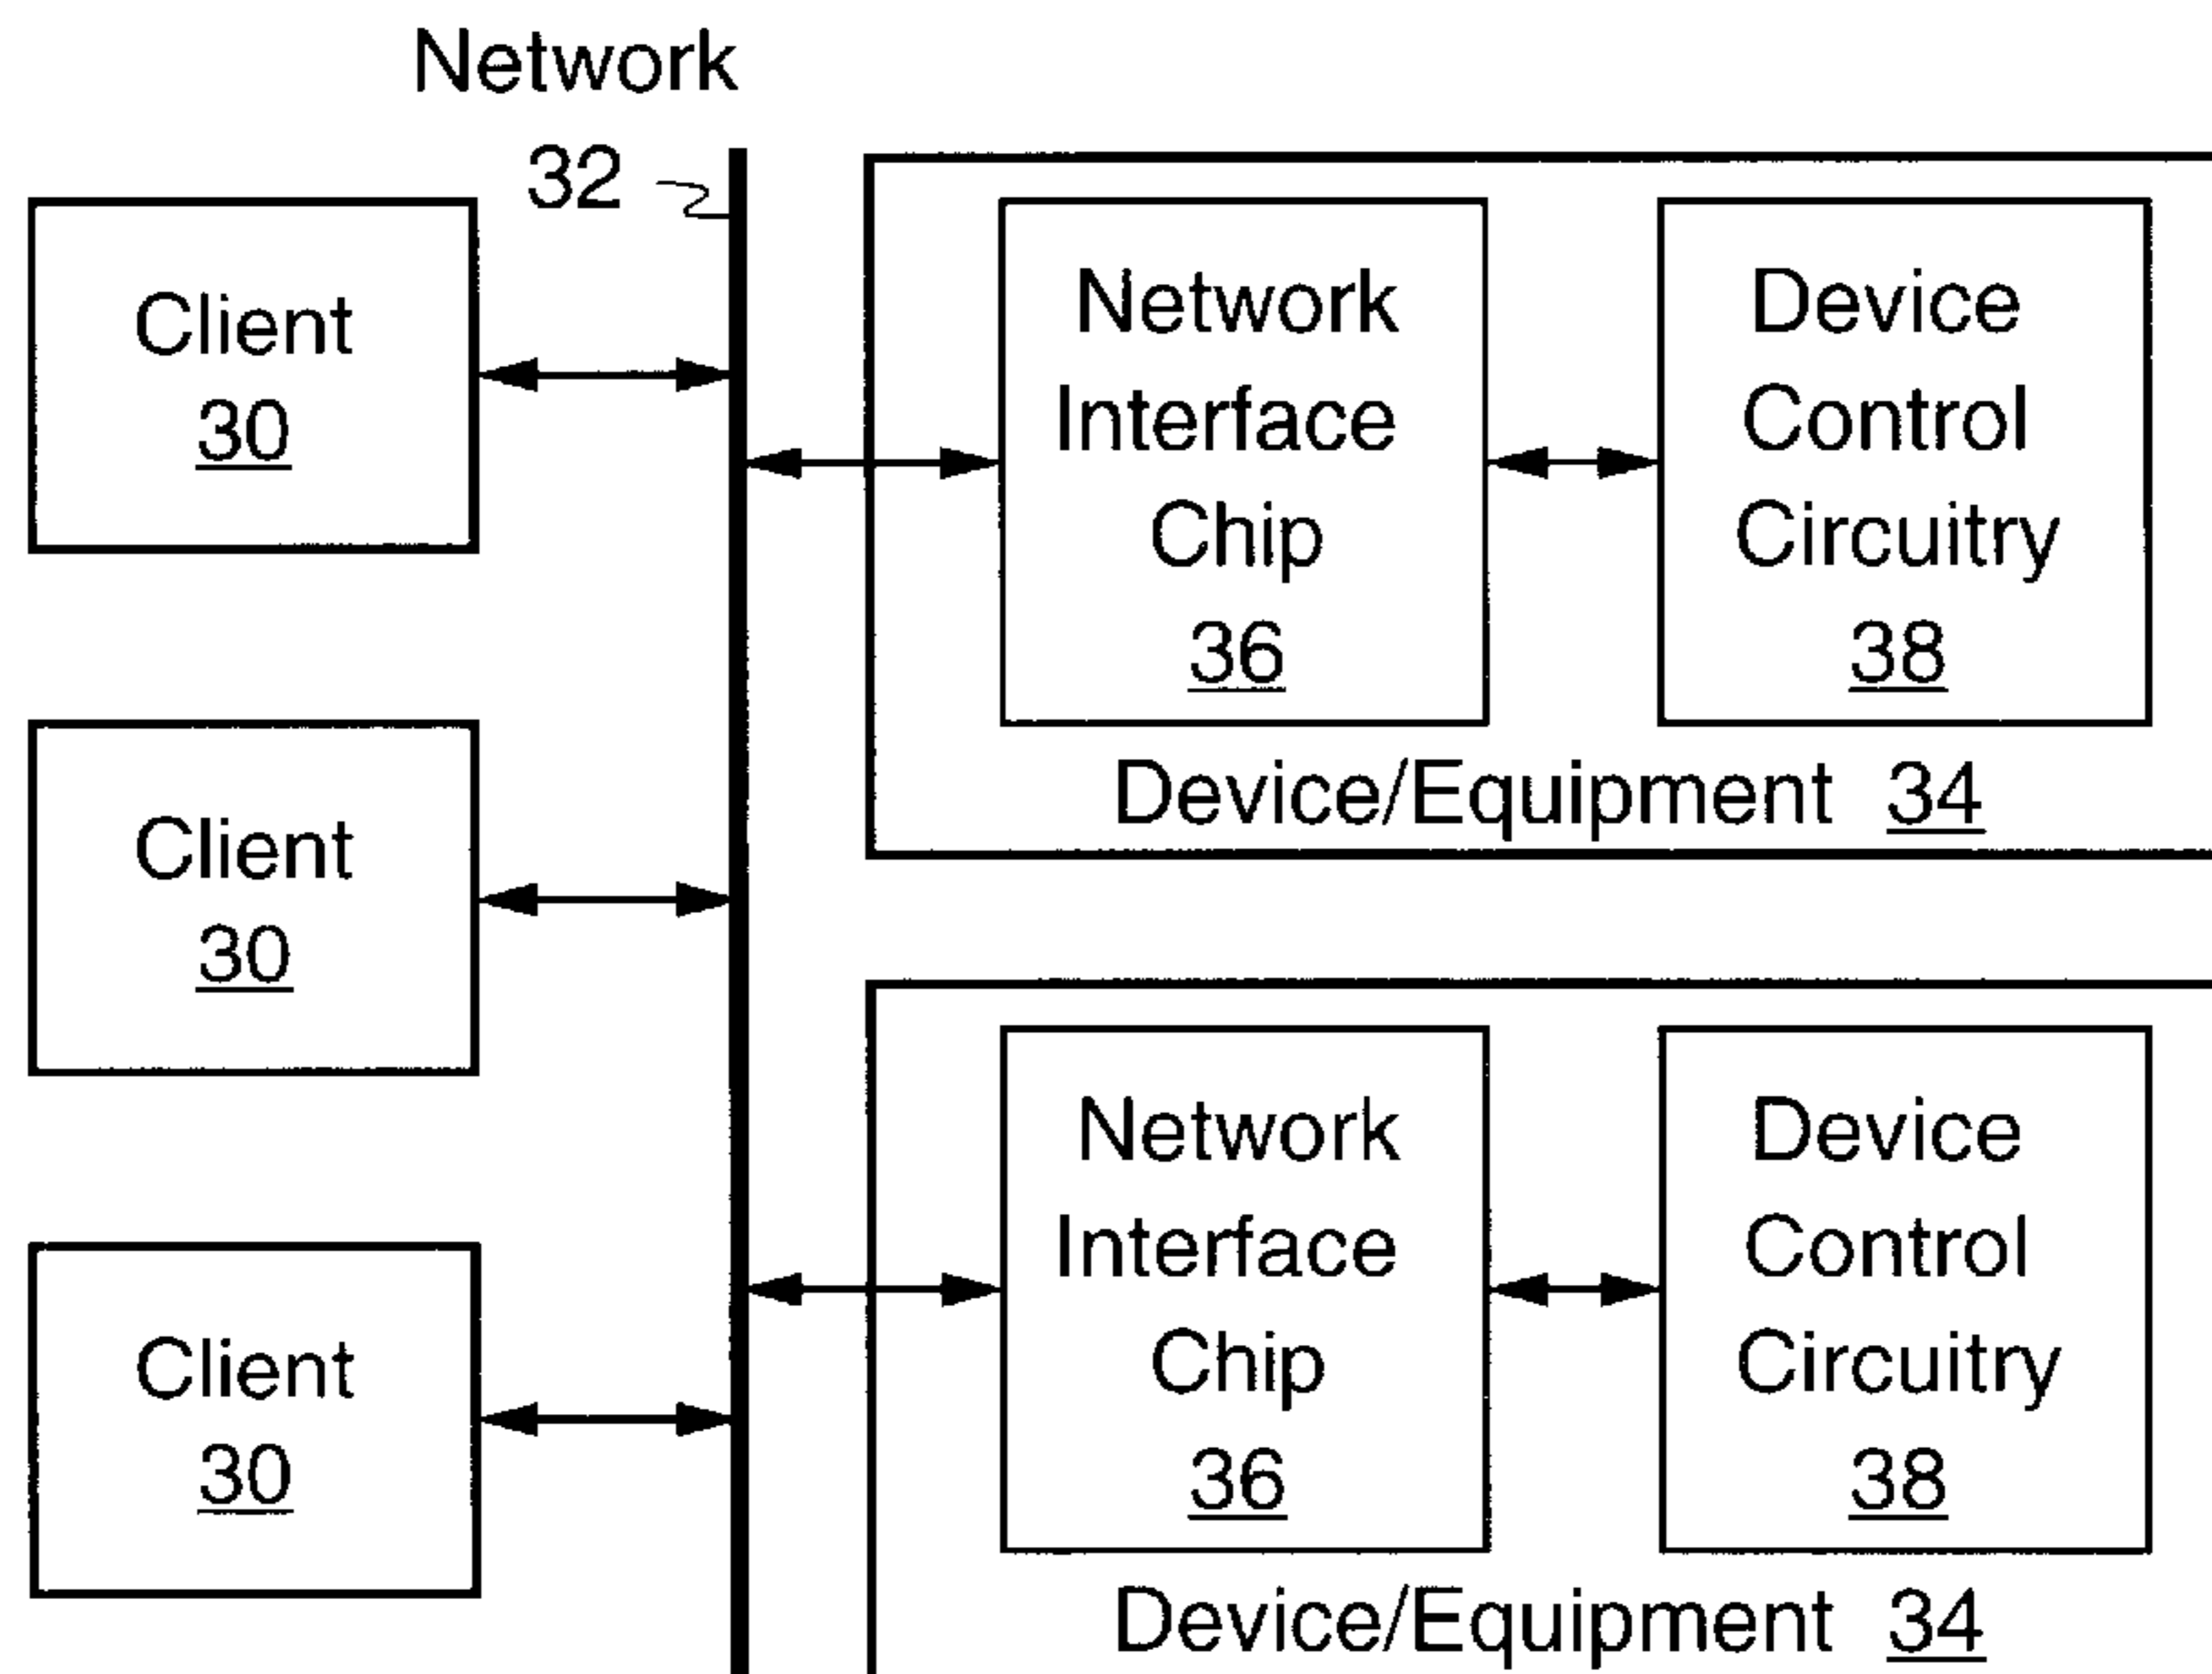 Network
32
Client
30
Network
Interface
Chip
36
Device
Control
Circuitry
38
Device/Equipment 34
Client
30
Network
Interface
Chip
36
Device
Control
Circuitry
38
Client
30
Device/Equipment 34